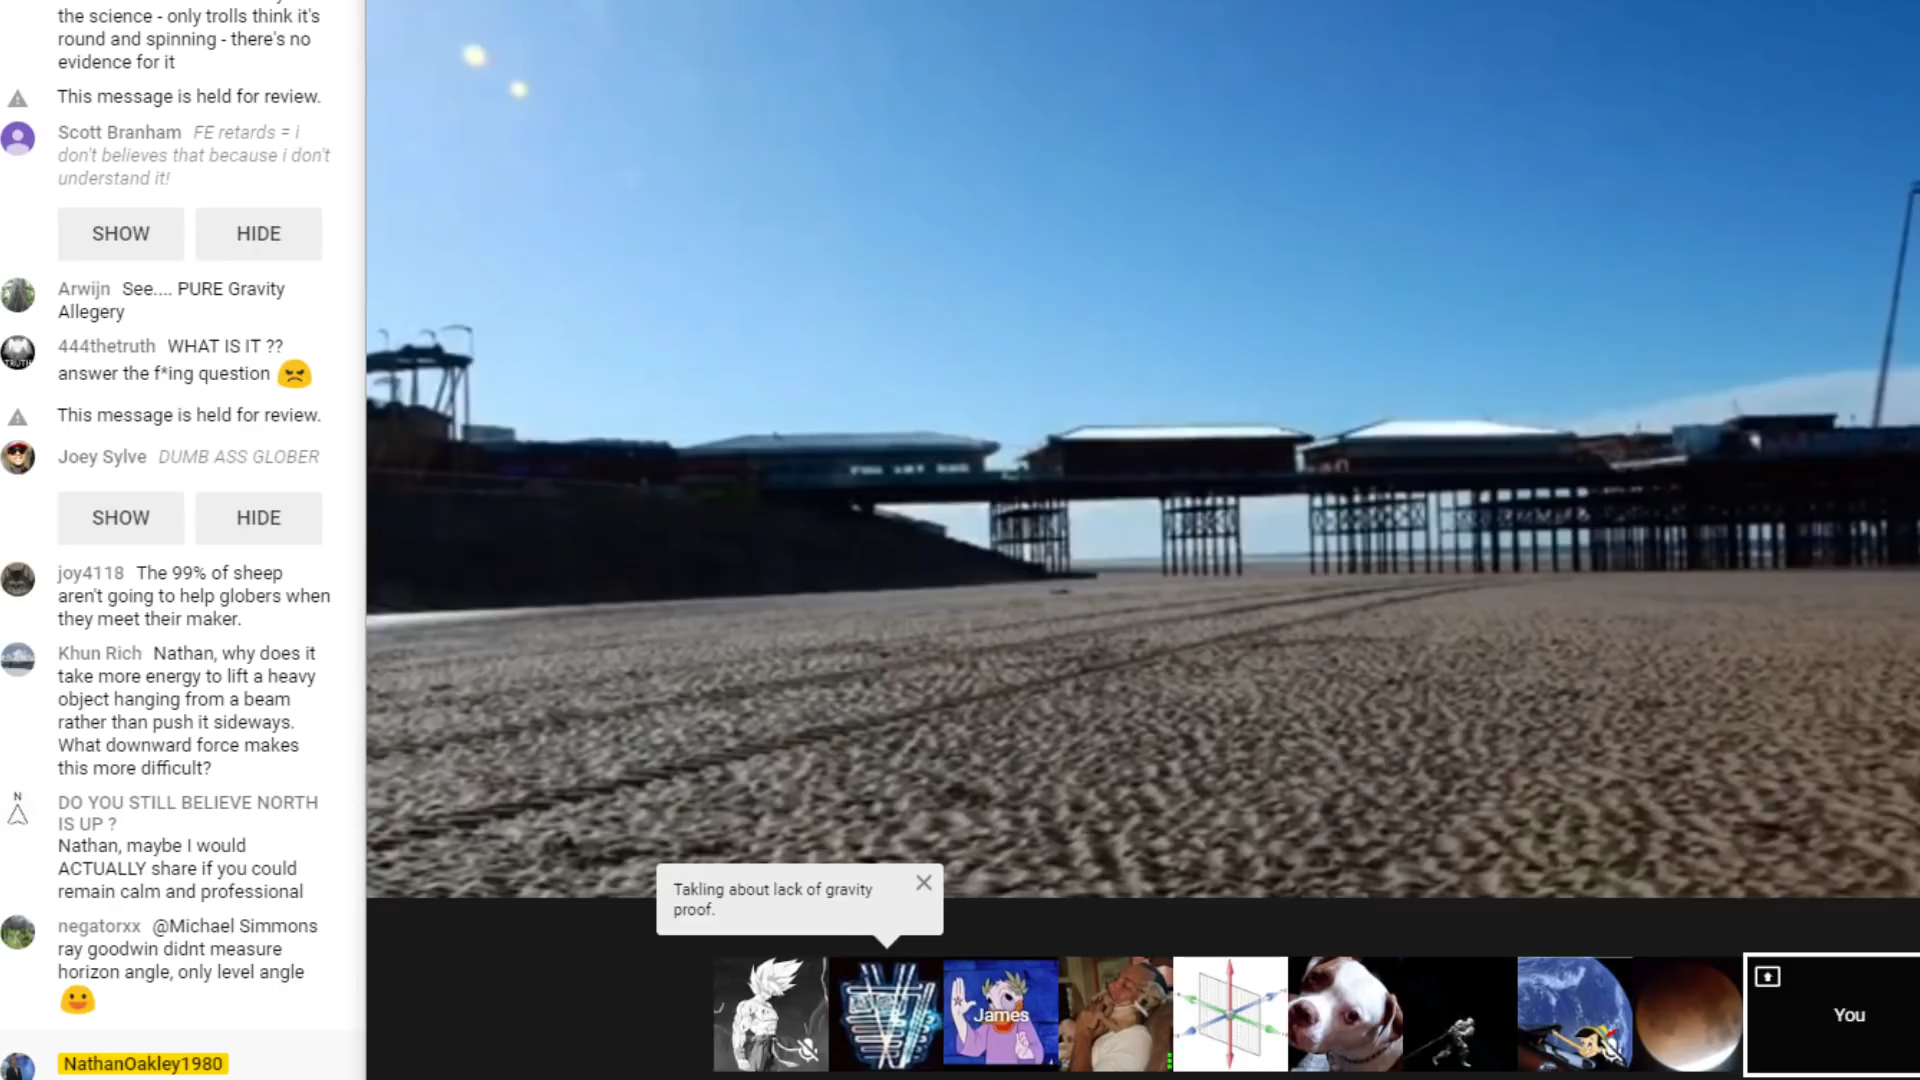 the science - only trolls think it's
round and spinning - there's no
evidence for it
This message is held for review.
Scott Branham FE retards = i
don't believes that because i don't
understand it!
SHOW HIDE
Arwijn See.... PURE Gravity
Allegery
444thetruth WHAT IS IT ??
answer the f*ing question
This message is held for review.
Joey Sylve DUMB ASS GLOBER
SHOW HIDE
joy4118 The 99% of sheep
aren't going to help globers when
they meet their maker.
Khun Rich Nathan, why does it
take more energy to lift a heavy
object hanging from a beam
rather than push it sideways.
What downward force makes
this more difficult?
N
DO YOU STILL BELIEVE NORTH
IS UP ?
Nathan, maybe I would
ACTUALLY share if you could
remain calm and professional
negatorxx @Michael Simmons
ray goodwin didnt measure
horizon angle, only level angle
NathanOakley1980
Takling about lack of gravity
proof.
James
You